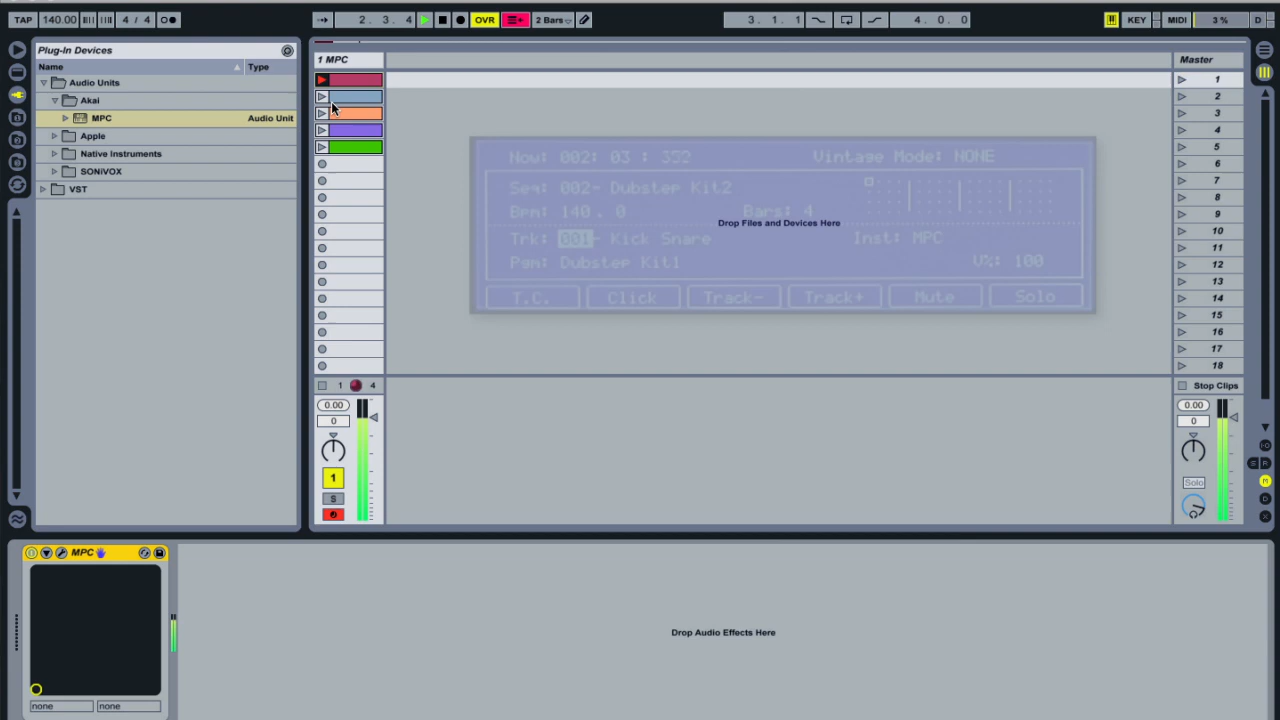 TAP 140.00 4 / 4 2. 3. 4 OVR 2 Bars 3. 1. 1 4. 0. 0 KEY MIDI 3 % D
Plug-In Devices
Name Type
Audio Units
Akai
MPC Audio Unit
Apple
Native Instruments
SONiVOX
VST
1 MPC
Master
1
2
3
4
5
6
7
8
9
10
11
12
13
14
15
16
17
18
Now: 002: 03 : 352 Vintage Mode: NONE
Seq: 002- Dubstep Kit2
Bpm: 140. 0 Bars: 4
Drop Files and Devices Here
Trk: 001- Kick Snare Inst: MPC
Pgm: Dubstep Kit1 V%: 100
T.C. Click Track- Track+ Mute Solo
1 4
Stop Clips
0.00
0
1
S
0.00
0
Solo
S R
M
D
X
MPC
none none
Drop Audio Effects Here